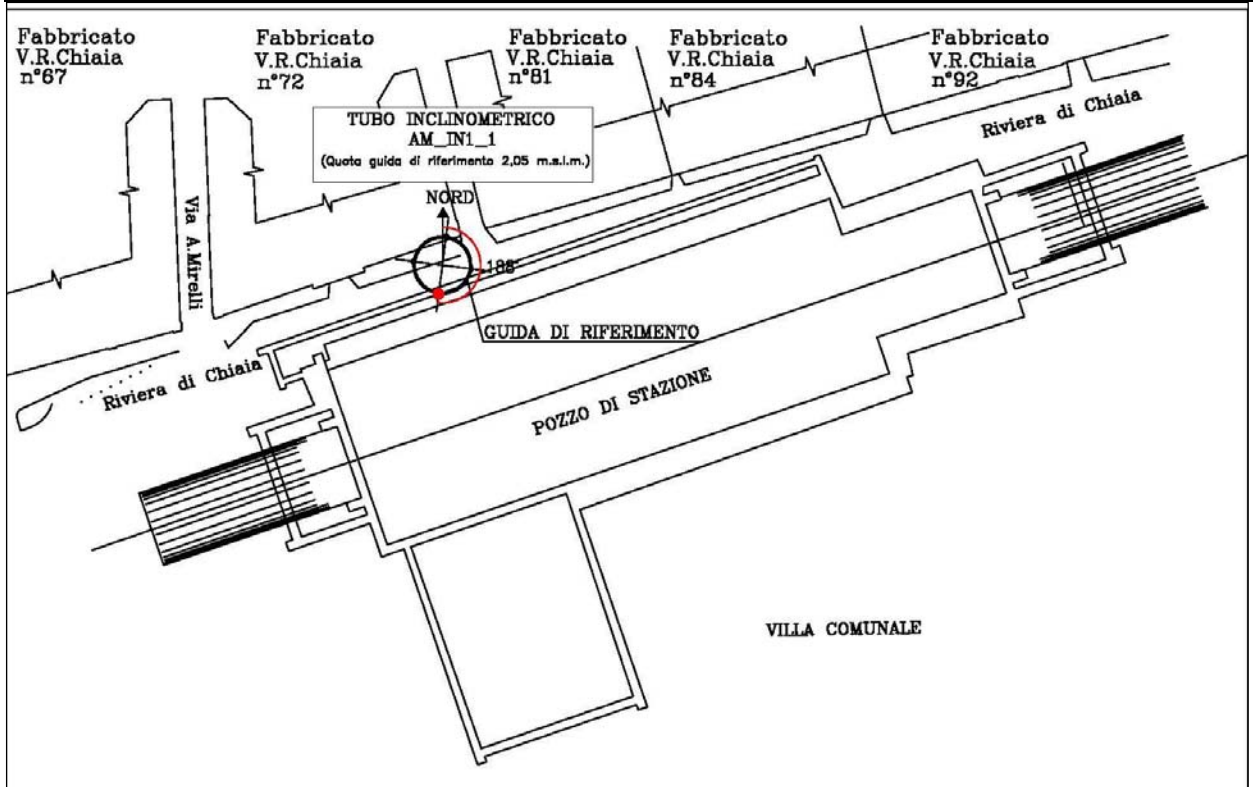 Fabbricato
V.R.Chiaia
n°67
Fabbricato
V.R.Chiaia
n°72
Fabbricato
V.R.Chiaia
n°81
Fabbricato
V.R.Chiaia
n°84
Fabbricato
V.R.Chiaia
n°92
TUBO INCLINOMETRICO
AM_IN1_1
(Quota guida di riferimento 2,05 m.s.l.m.)
NORD
188°
GUIDA DI RIFERIMENTO
Via A.Mirelli
Riviera di Chiaia
Riviera di Chiaia
POZZO DI STAZIONE
VILLA COMUNALE